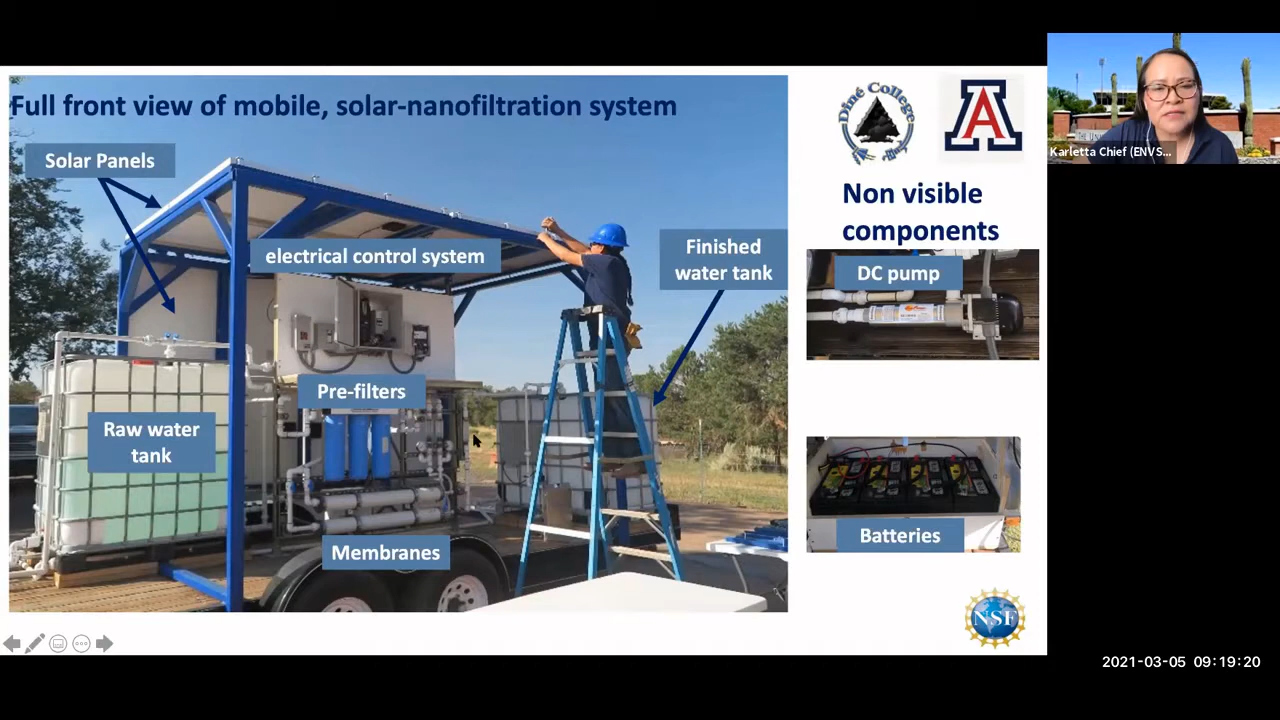 Full front view of mobile, solar-nanofiltration system
Solar Panels
electrical control system
Finished
water tank
Pre-filters
Raw water
tank
Membranes
Diné College
A
Non visible
components
DC pump
Batteries
NSF
Karletta Chief (ENVS...
2021-03-05 09:19:20